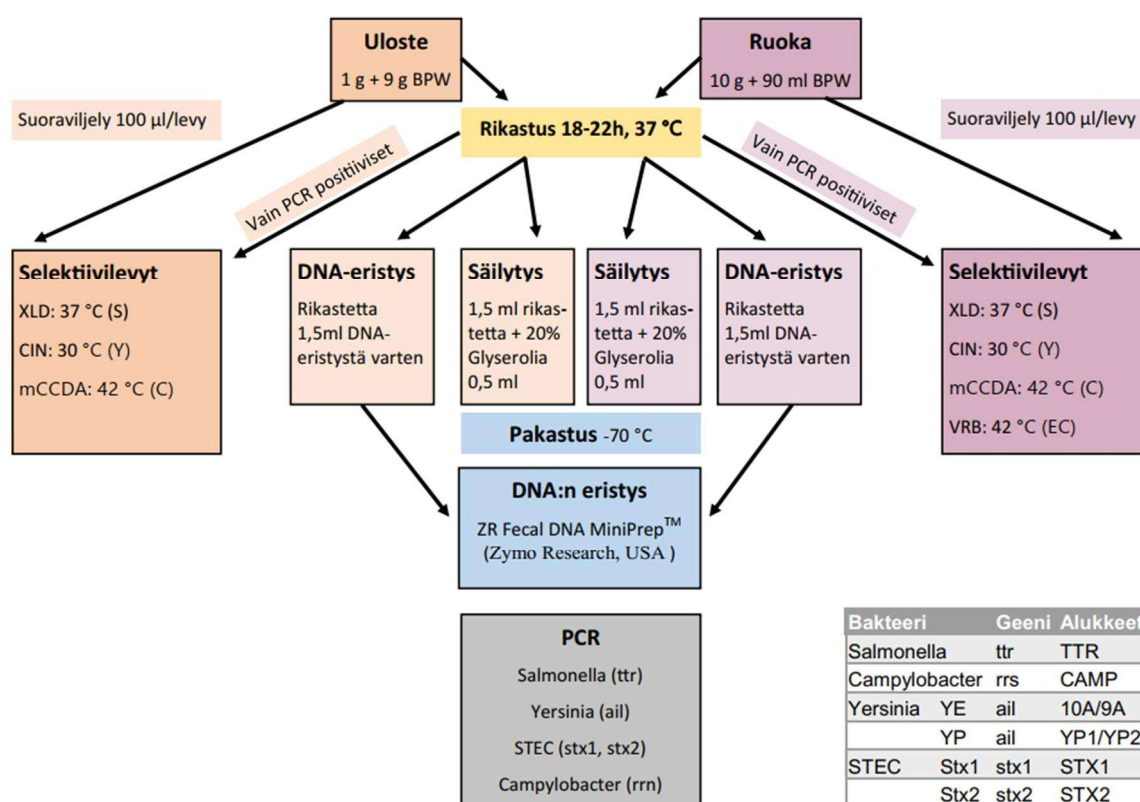 Uloste
1 g + 9 g BPW
Ruoka
10 g + 90 ml BPW
Suoraviljely 100 µl/levy
Rikastus 18-22h, 37 °C
Suoraviljely 100 µl/levy
Vain PCR positiiviset
Vain PCR positiiviset
Selektiivilevyt
XLD: 37 °C (S)
CIN: 30 °C (Y)
mCCDA: 42 °C (C)
DNA-eristys
Rikastetta
1,5ml DNA-
eristystä varten
Säilytys
1,5 ml rikas-
tetta + 20%
Glyserolia
0,5 ml
Säilytys
1,5 ml rikas-
tetta + 20%
Glyserolia
0,5 ml
DNA-eristys
Rikastetta
1,5ml DNA-
eristystä varten
Selektiivilevyt
XLD: 37 °C (S)
CIN: 30 °C (Y)
mCCDA: 42 °C (C)
VRB: 42 °C (EC)
Pakastus -70 °C
DNA:n eristys
ZR Fecal DNA MiniPrep™
(Zymo Research, USA )
PCR
Salmonella (ttr)
Yersinia (ail)
STEC (stx1, stx2)
Campylobacter (rrn)
Bakteeri Geeni Alukkeet
Salmonella ttr TTR
Campylobacter rrs CAMP
Yersinia YE ail 10A/9A
YP ail YP1/YP2
STEC Stx1 stx1 STX1
Stx2 stx2 STX2